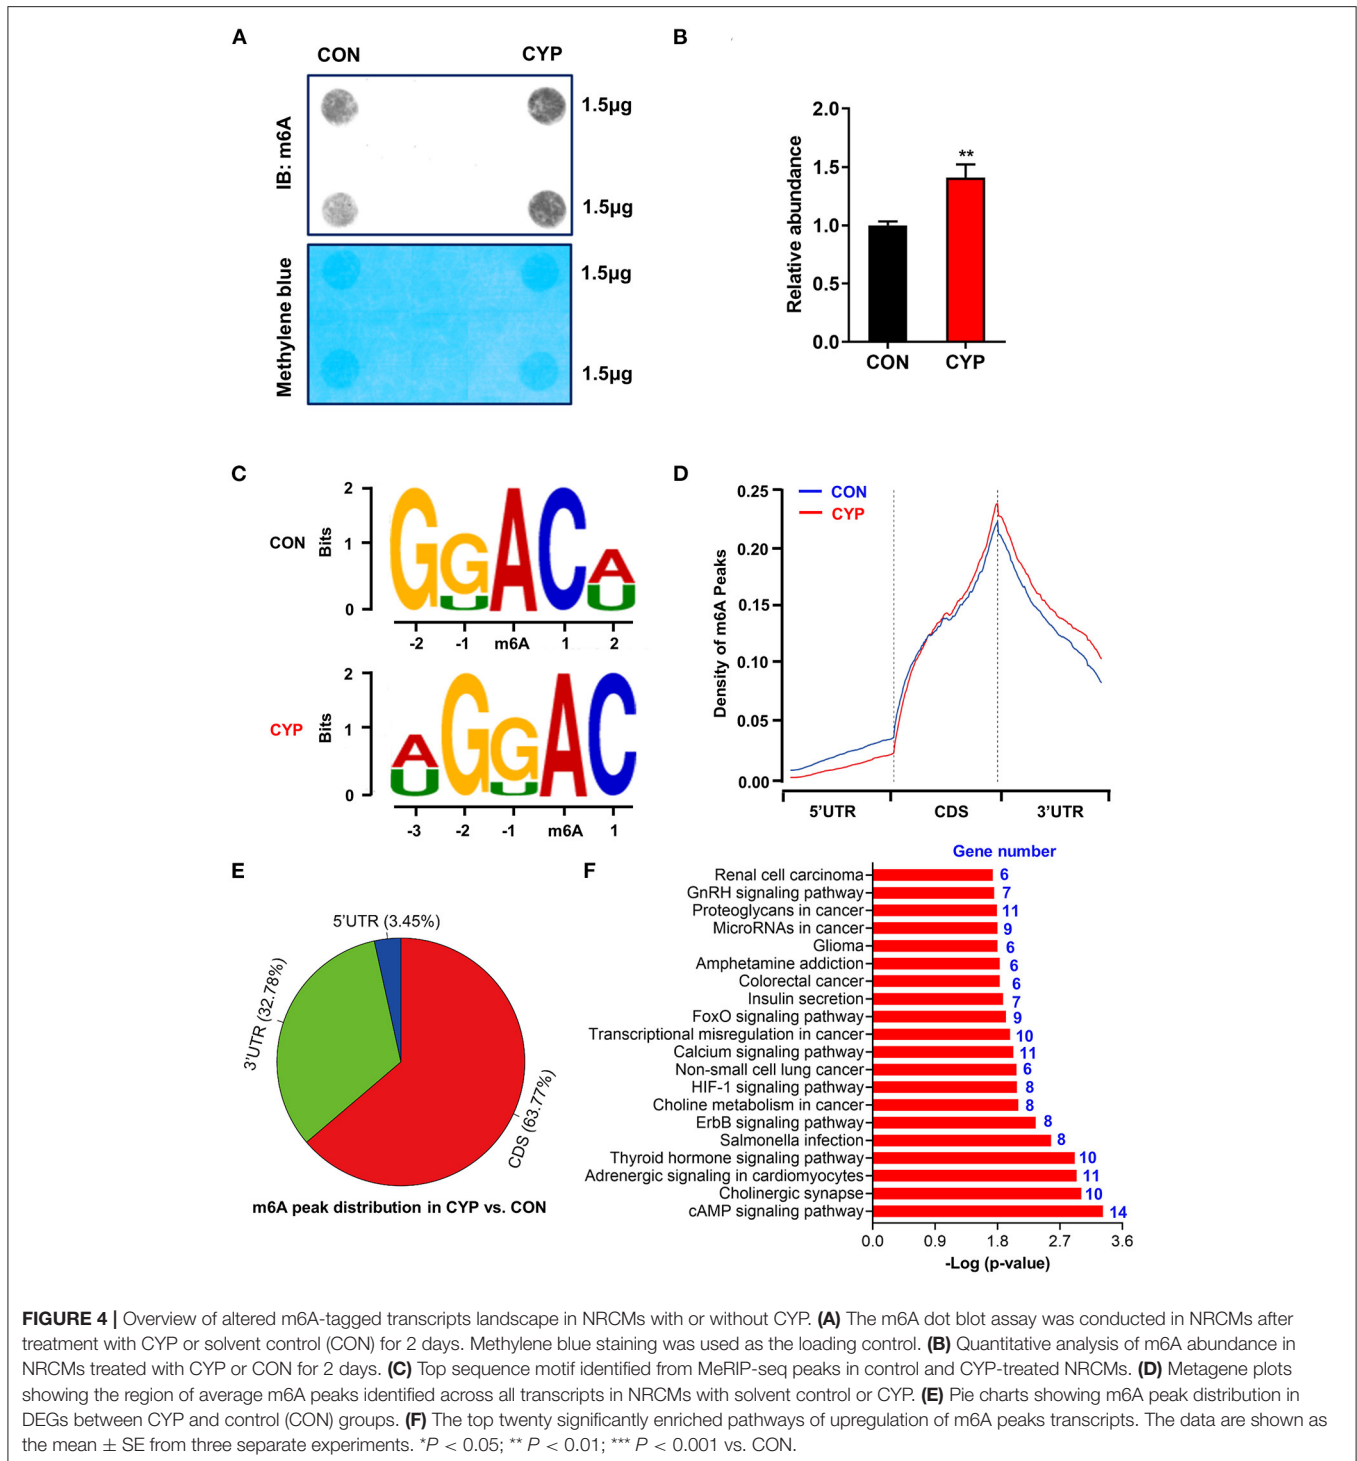 A
CON
CYP
IB: m6A
1.5µg
1.5µg
Methylene blue
1.5µg
1.5µg
B
Relative abundance
2.0
1.5
1.0
0.5
0.0
**
CON
CYP
C
CON
Bits
2
1
0
GGACA
UU
-2 -1 m6A 1 2
CYP
Bits
2
1
0
AGGAC
UU
-3 -2 -1 m6A 1
D
CON
CYP
Density of m6A Peaks
0.25
0.20
0.15
0.10
0.05
0.00
5'UTR CDS 3'UTR
E
5'UTR (3.45%)
3'UTR (32.78%)
CDS (63.77%)
m6A peak distribution in CYP vs. CON
F
Gene number
Renal cell carcinoma 6
GnRH signaling pathway 7
Proteoglycans in cancer 11
MicroRNAs in cancer 9
Glioma 6
Amphetamine addiction 6
Colorectal cancer 6
Insulin secretion 7
FoxO signaling pathway 9
Transcriptional misregulation in cancer 10
Calcium signaling pathway 11
Non-small cell lung cancer 6
HIF-1 signaling pathway 8
Choline metabolism in cancer 8
ErbB signaling pathway 8
Salmonella infection 8
Thyroid hormone signaling pathway 10
Adrenergic signaling in cardiomyocytes 11
Cholinergic synapse 10
cAMP signaling pathway 14
0.0 0.9 1.8 2.7 3.6
-Log (p-value)
FIGURE 4 | Overview of altered m6A-tagged transcripts landscape in NRCMs with or without CYP. (A) The m6A dot blot assay was conducted in NRCMs after
treatment with CYP or solvent control (CON) for 2 days. Methylene blue staining was used as the loading control. (B) Quantitative analysis of m6A abundance in
NRCMs treated with CYP or CON for 2 days. (C) Top sequence motif identified from MeRIP-seq peaks in control and CYP-treated NRCMs. (D) Metagene plots
showing the region of average m6A peaks identified across all transcripts in NRCMs with solvent control or CYP. (E) Pie charts showing m6A peak distribution in
DEGs between CYP and control (CON) groups. (F) The top twenty significantly enriched pathways of upregulation of m6A peaks transcripts. The data are shown as
the mean ± SE from three separate experiments. *P < 0.05; ** P < 0.01; *** P < 0.001 vs. CON.